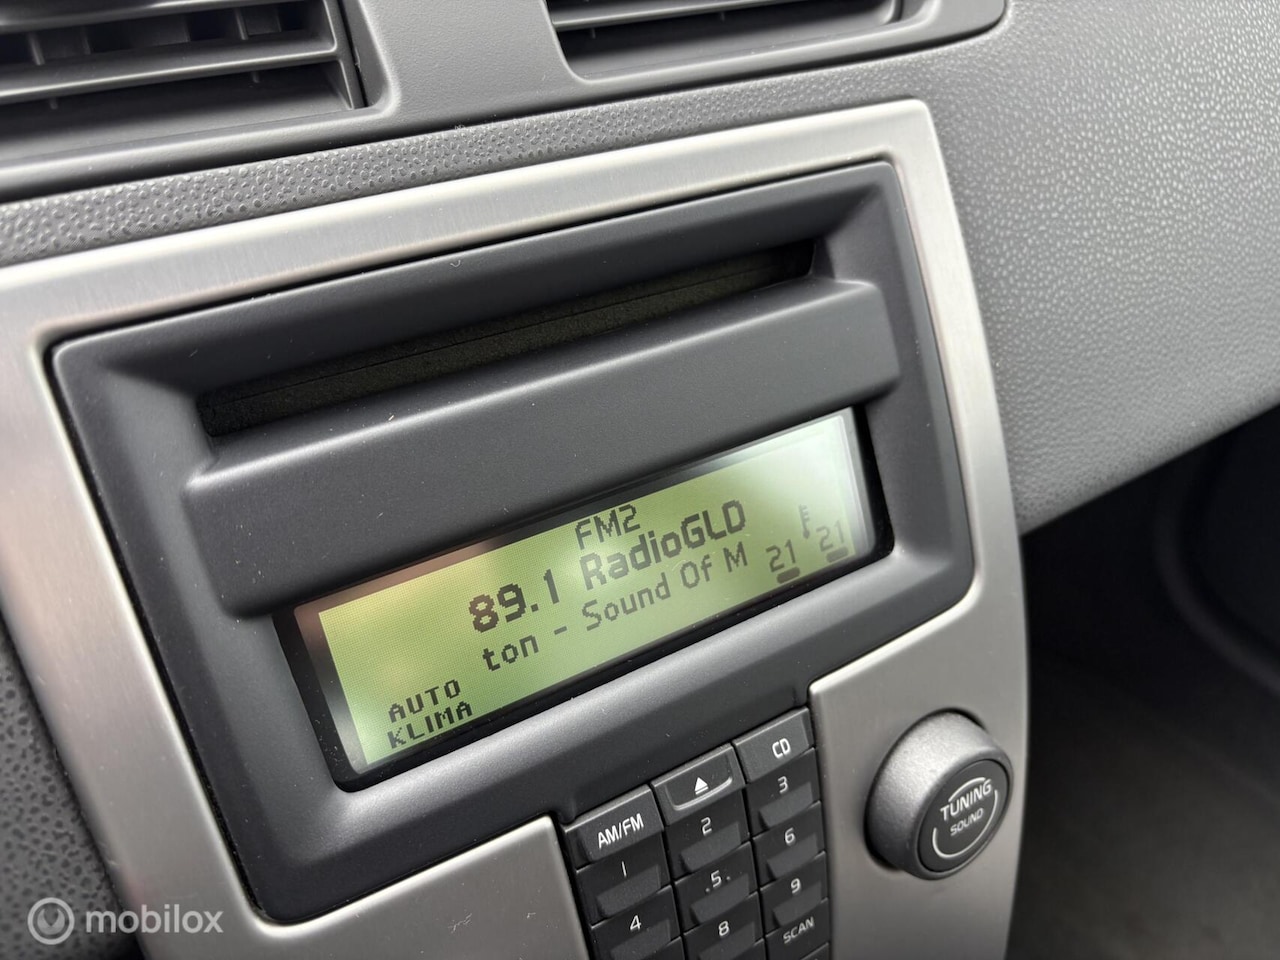 FM2
89.1 RadioGLD
ton - Sound Of M
21 21
AUTO
KLIMA
CD
AM/FM
1 2 3
4 5 6
8 9
SCAN
TUNING
SOUND
mobilox